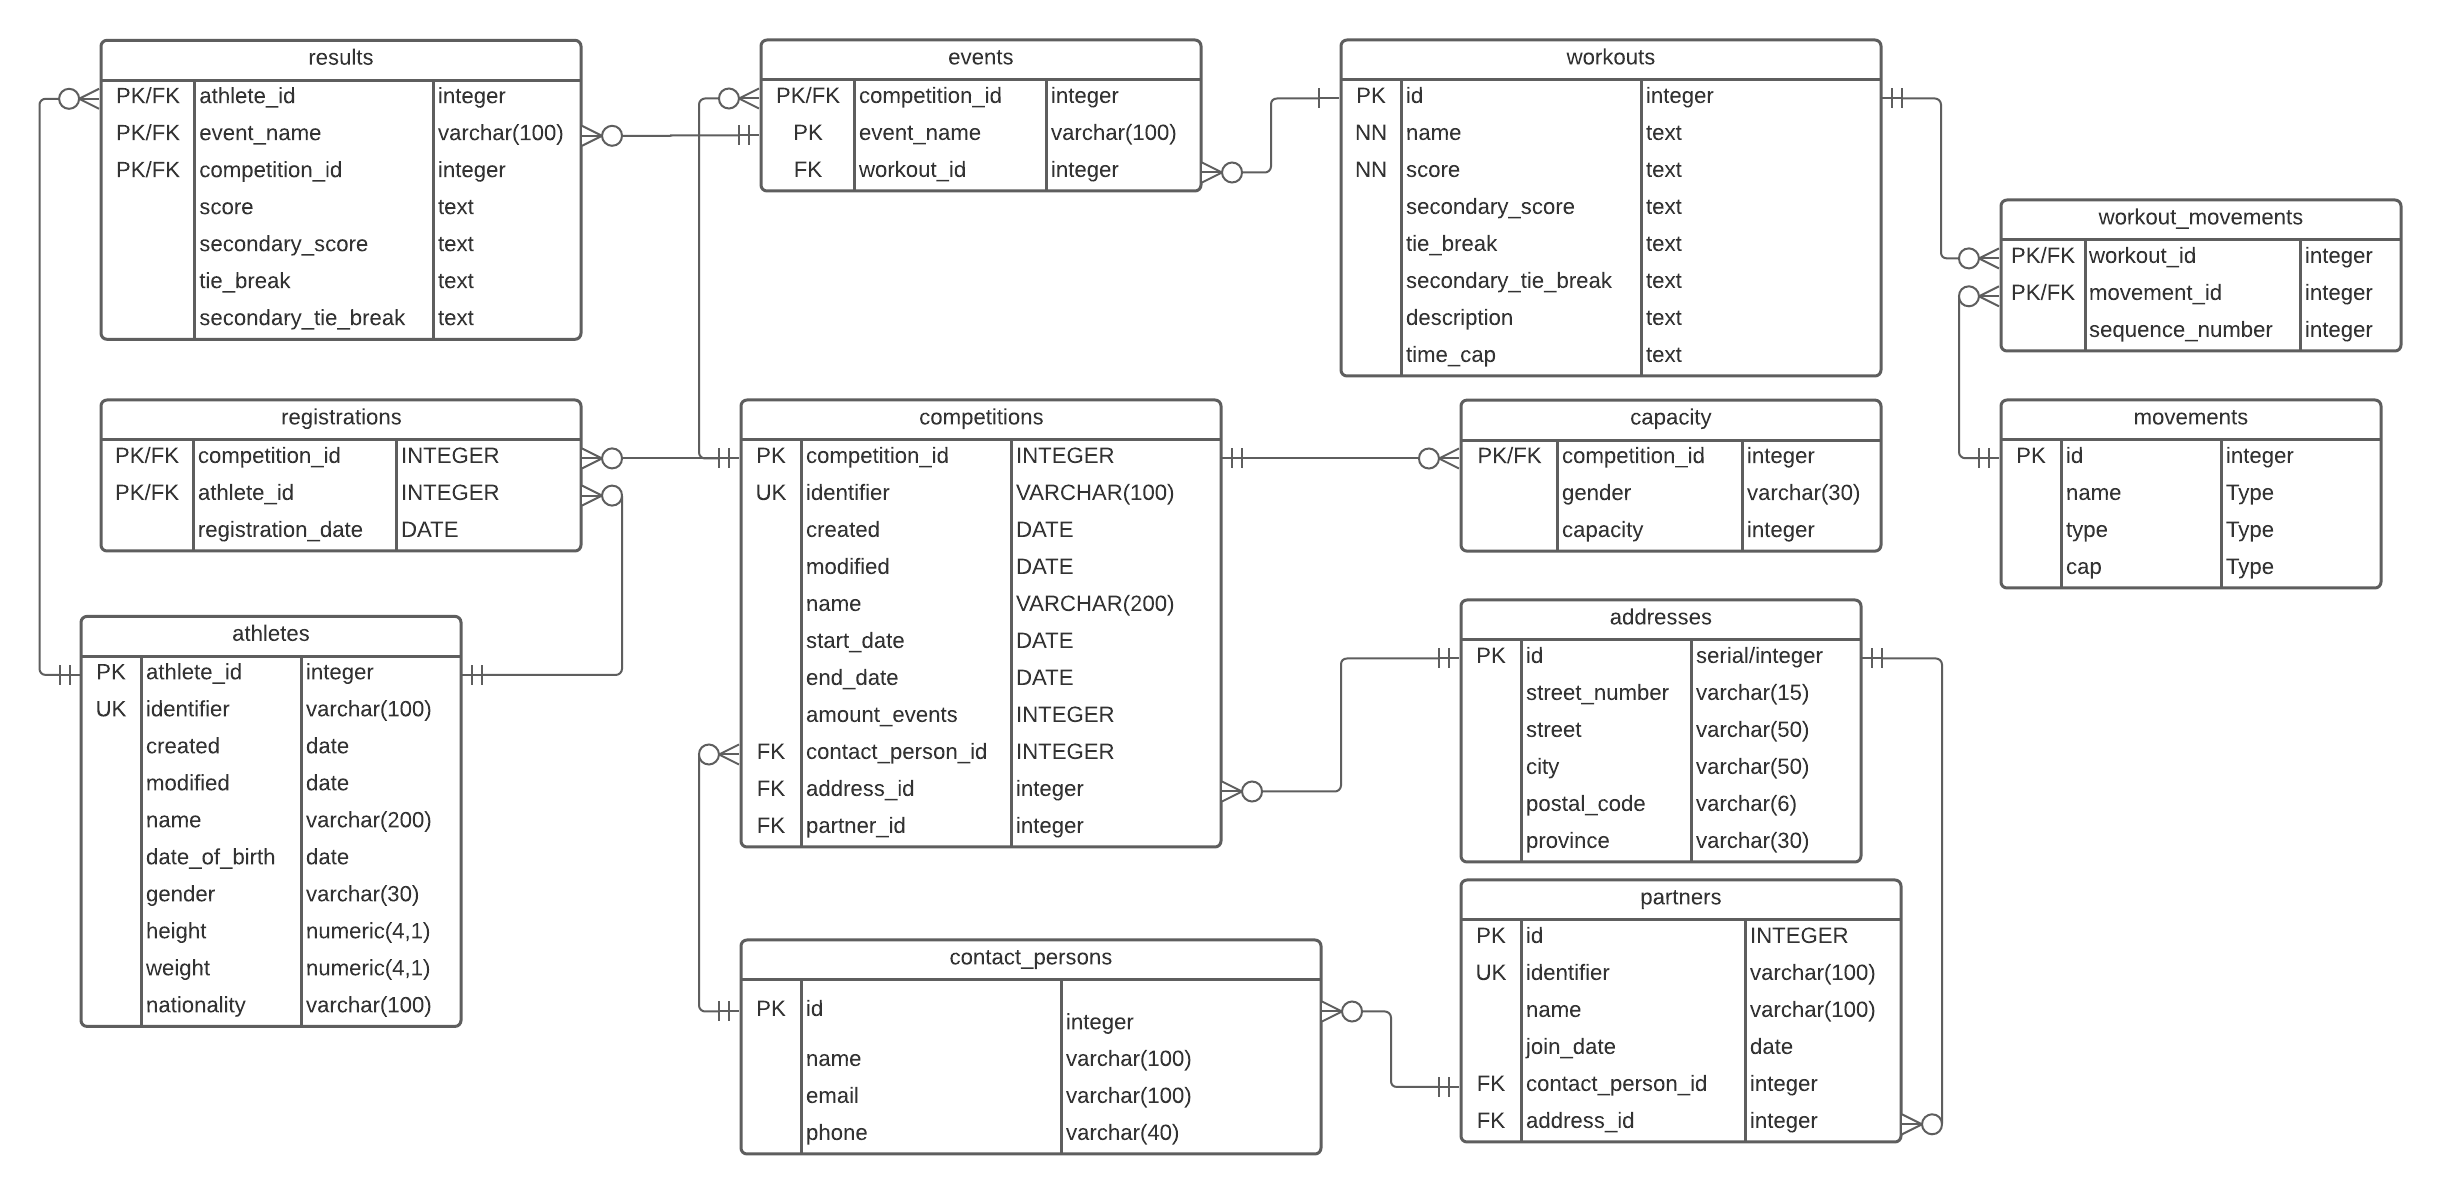 results
PK/FK athlete_id integer
PK/FK event_name varchar(100)
PK/FK competition_id integer
score text
secondary_score text
tie_break text
secondary_tie_break text
events
PK/FK competition_id integer
PK event_name varchar(100)
FK workout_id integer
workouts
PK id integer
NN name text
NN score text
secondary_score text
tie_break text
secondary_tie_break text
description text
time_cap text
workout_movements
PK/FK workout_id integer
PK/FK movement_id integer
sequence_number integer
registrations
PK/FK competition_id INTEGER
PK/FK athlete_id INTEGER
registration_date DATE
competitions
PK competition_id INTEGER
UK identifier VARCHAR(100)
created DATE
modified DATE
name VARCHAR(200)
start_date DATE
end_date DATE
amount_events INTEGER
FK contact_person_id INTEGER
FK address_id integer
FK partner_id integer
capacity
PK/FK competition_id integer
gender varchar(30)
capacity integer
movements
PK id integer
name Type
type Type
cap Type
athletes
PK athlete_id integer
UK identifier varchar(100)
created date
modified date
name varchar(200)
date_of_birth date
gender varchar(30)
height numeric(4,1)
weight numeric(4,1)
nationality varchar(100)
addresses
PK id serial/integer
street_number varchar(15)
street varchar(50)
city varchar(50)
postal_code varchar(6)
province varchar(30)
contact_persons
PK id integer
name varchar(100)
email varchar(100)
phone varchar(40)
partners
PK id INTEGER
UK identifier varchar(100)
name varchar(100)
join_date date
FK contact_person_id integer
FK address_id integer